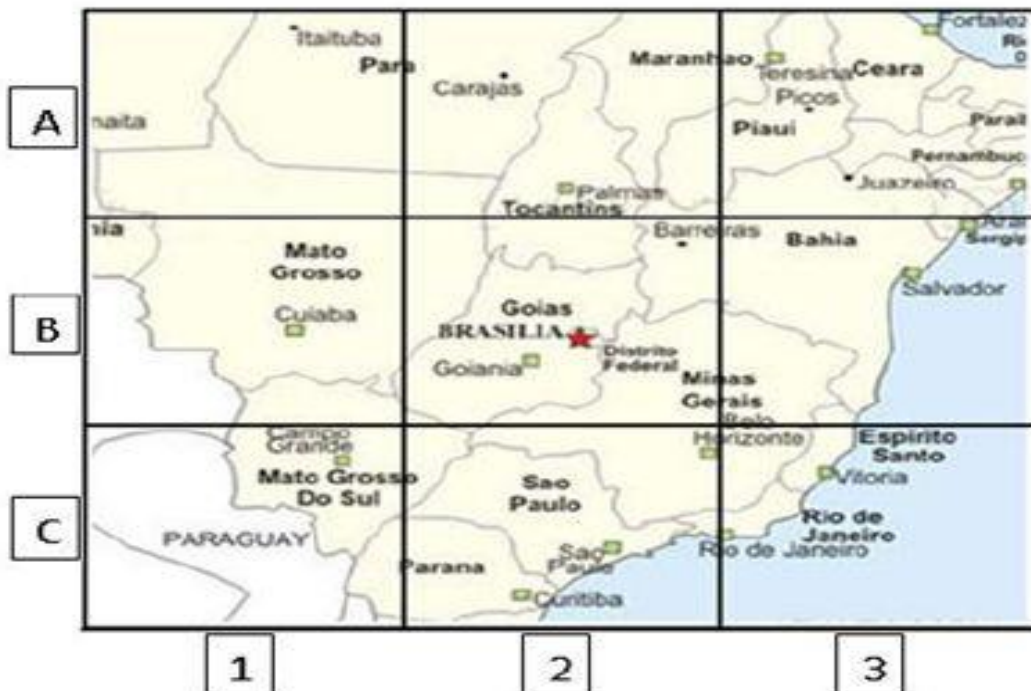 Itaituba
Para
Carajas
Maranhao
Teresina
Ceara
Picos
Piaui
Juazeiro
Palmas
Tocantins
A
Mato
Grosso
Cuiaba
Barreiras
Bahia
Salvador
Goias
BRASILIA
Goiania
Distrito
Federal
Minas
Gerais
Belo
Horizonte
B
Campo
Grande
Mato Grosso
Do Sul
PARAGUAY
Sao
Paulo
Sao
Paulo
Parana
Curitiba
Espirito
Santo
Vitoria
Rio de
Janeiro
Rio de Janeiro
C
1
2
3